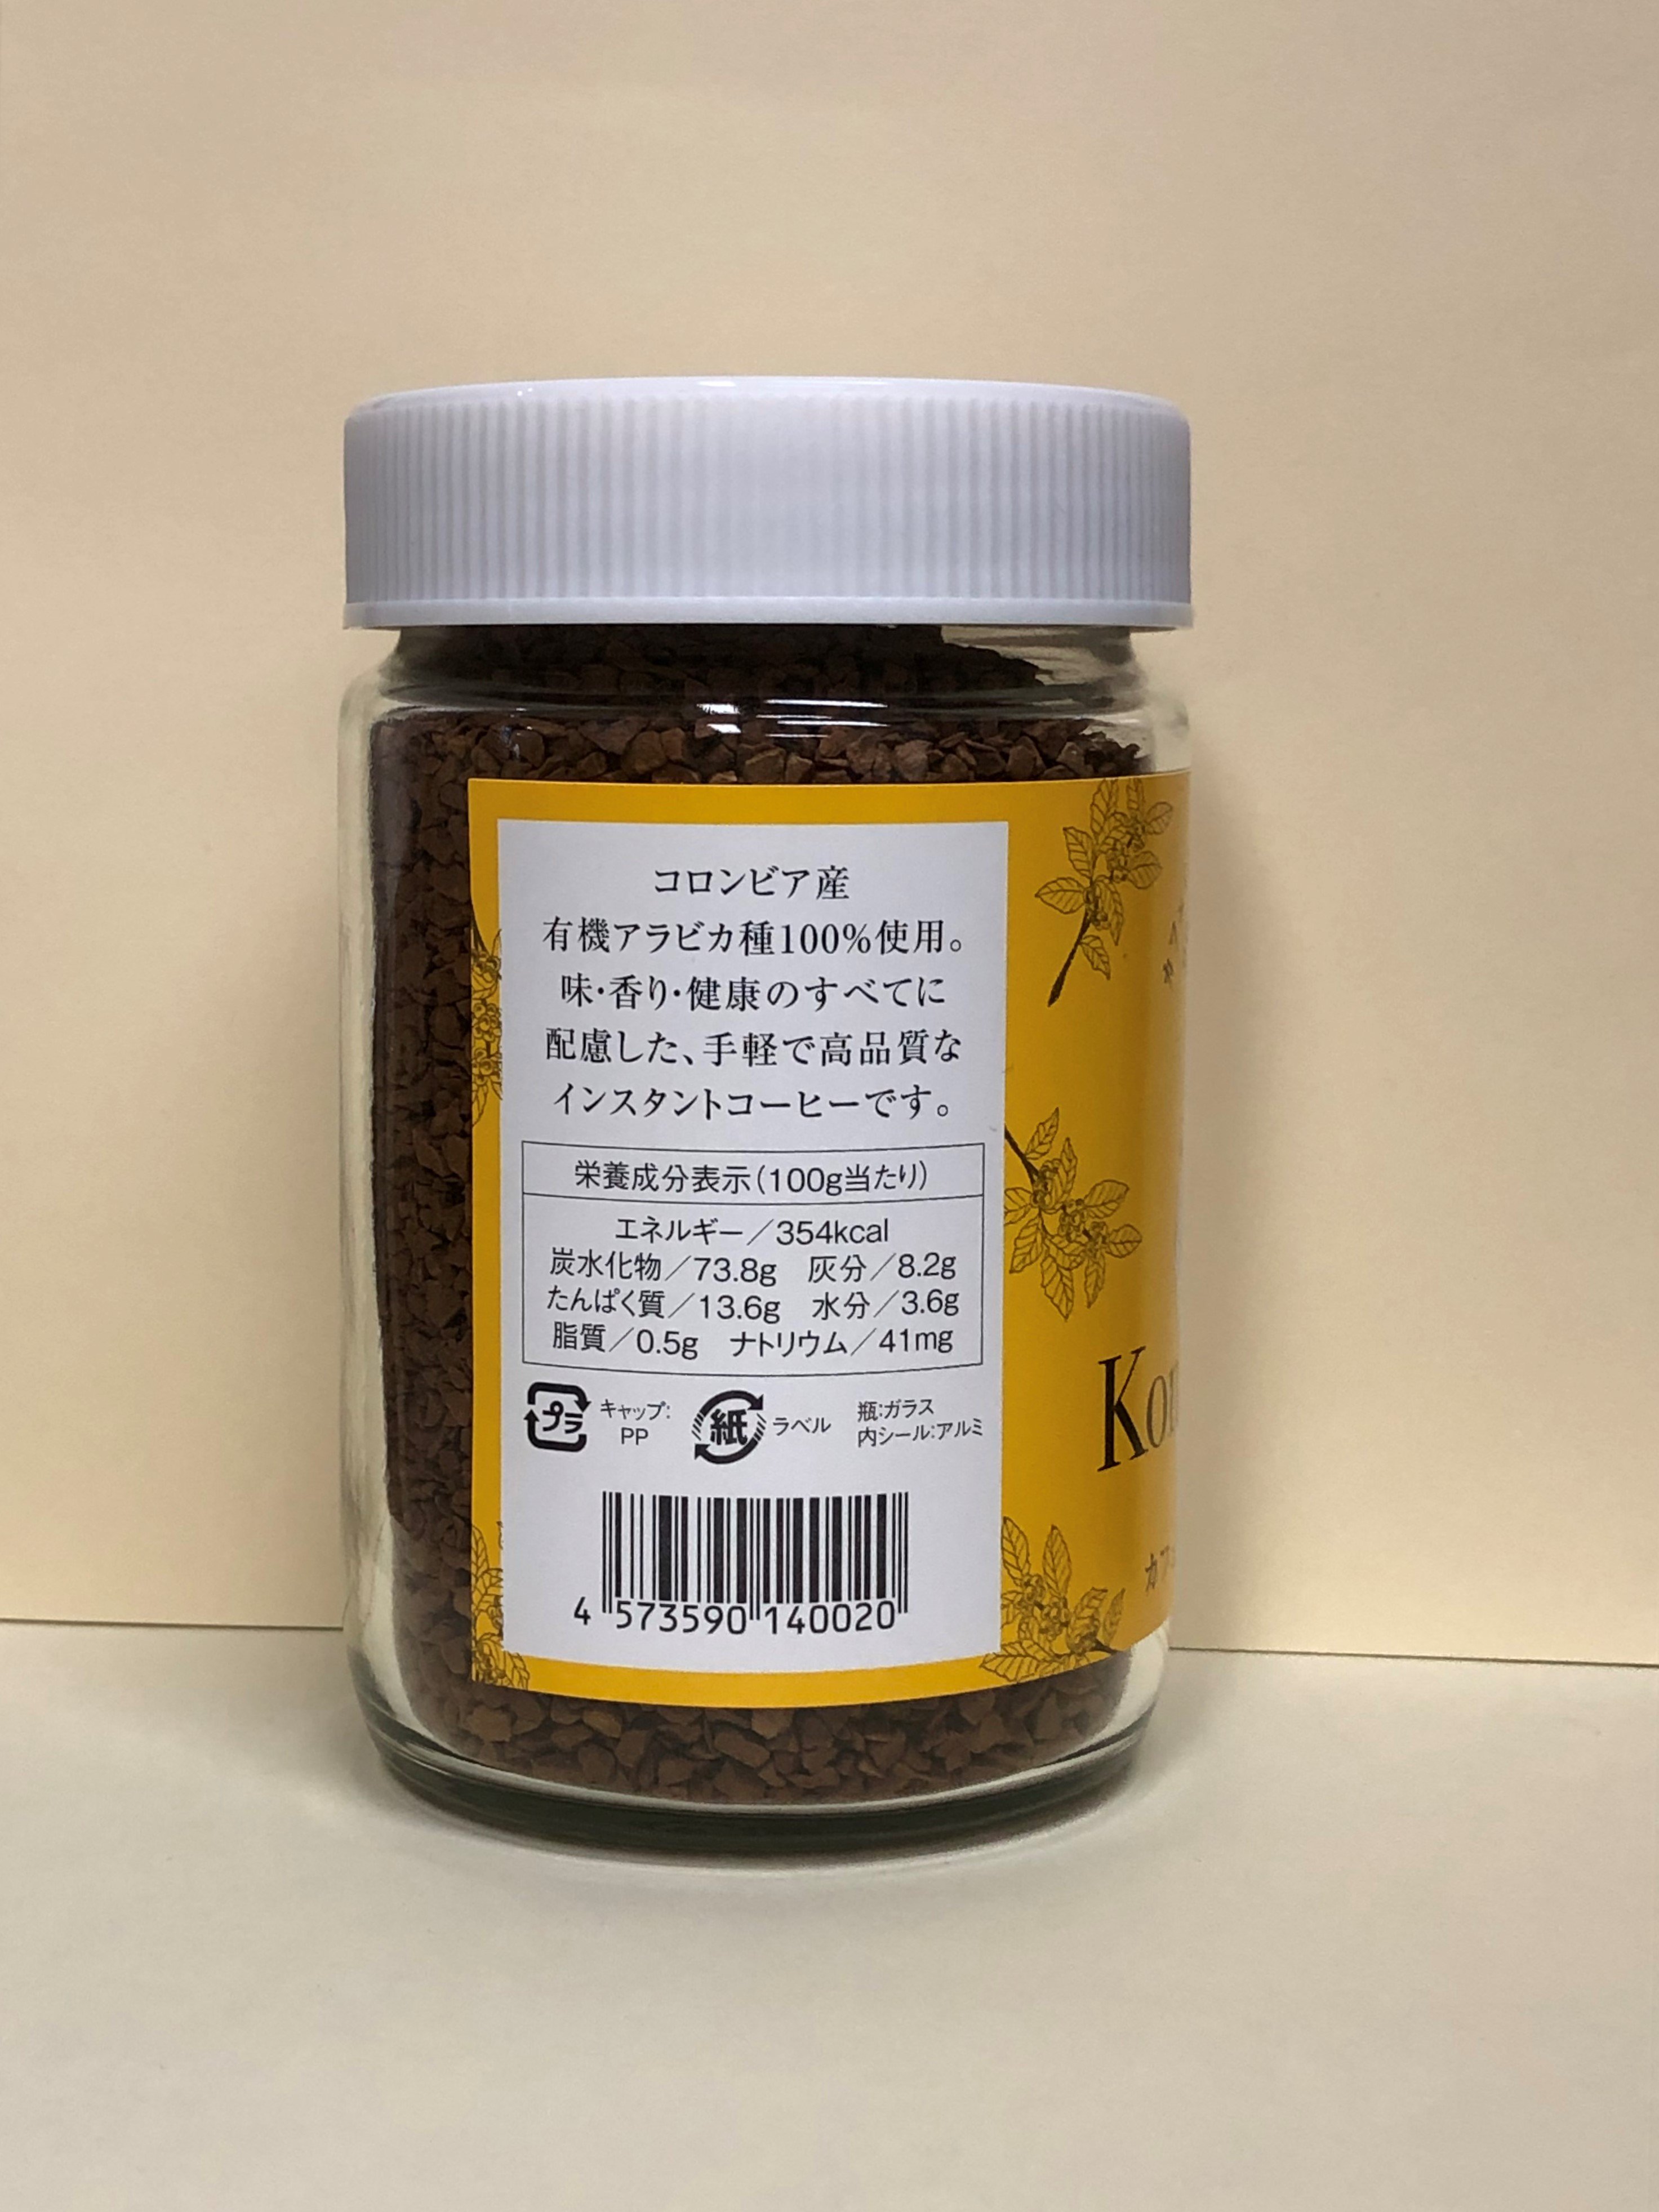 コロンビア産
有機アラビカ種100%使用。
味・香り・健康のすべてに
配慮した、手軽で高品質な
インスタントコーヒーです。
栄養成分表示(100g当たり)
エネルギー/354kcal
炭水化物/73.8g 灰分/8.2g
たんぱく質/13.6g 水分/3.6g
脂質/0.5g ナトリウム/41mg
プラ キャップ:
PP
紙 ラベル
瓶:ガラス
内シール:アルミ
4 573590 140020